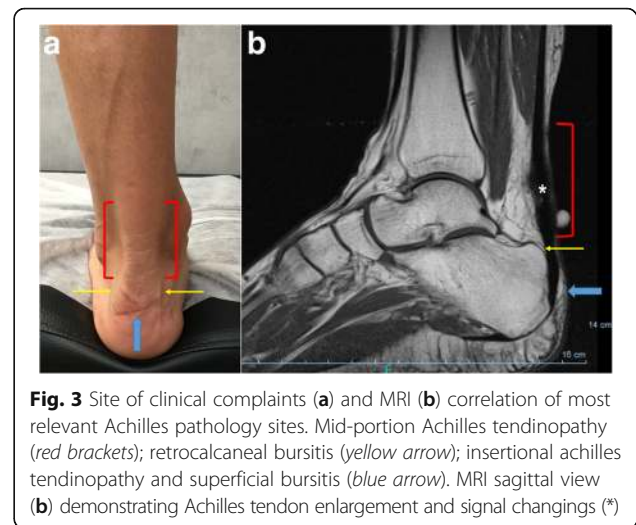 a
b
*
14 cm
16 cm
Fig. 3 Site of clinical complaints (a) and MRI (b) correlation of most
relevant Achilles pathology sites. Mid-portion Achilles tendinopathy
(red brackets); retrocalcaneal bursitis (yellow arrow); insertional achilles
tendinopathy and superficial bursitis (blue arrow). MRI sagittal view
(b) demonstrating Achilles tendon enlargement and signal changings (*)